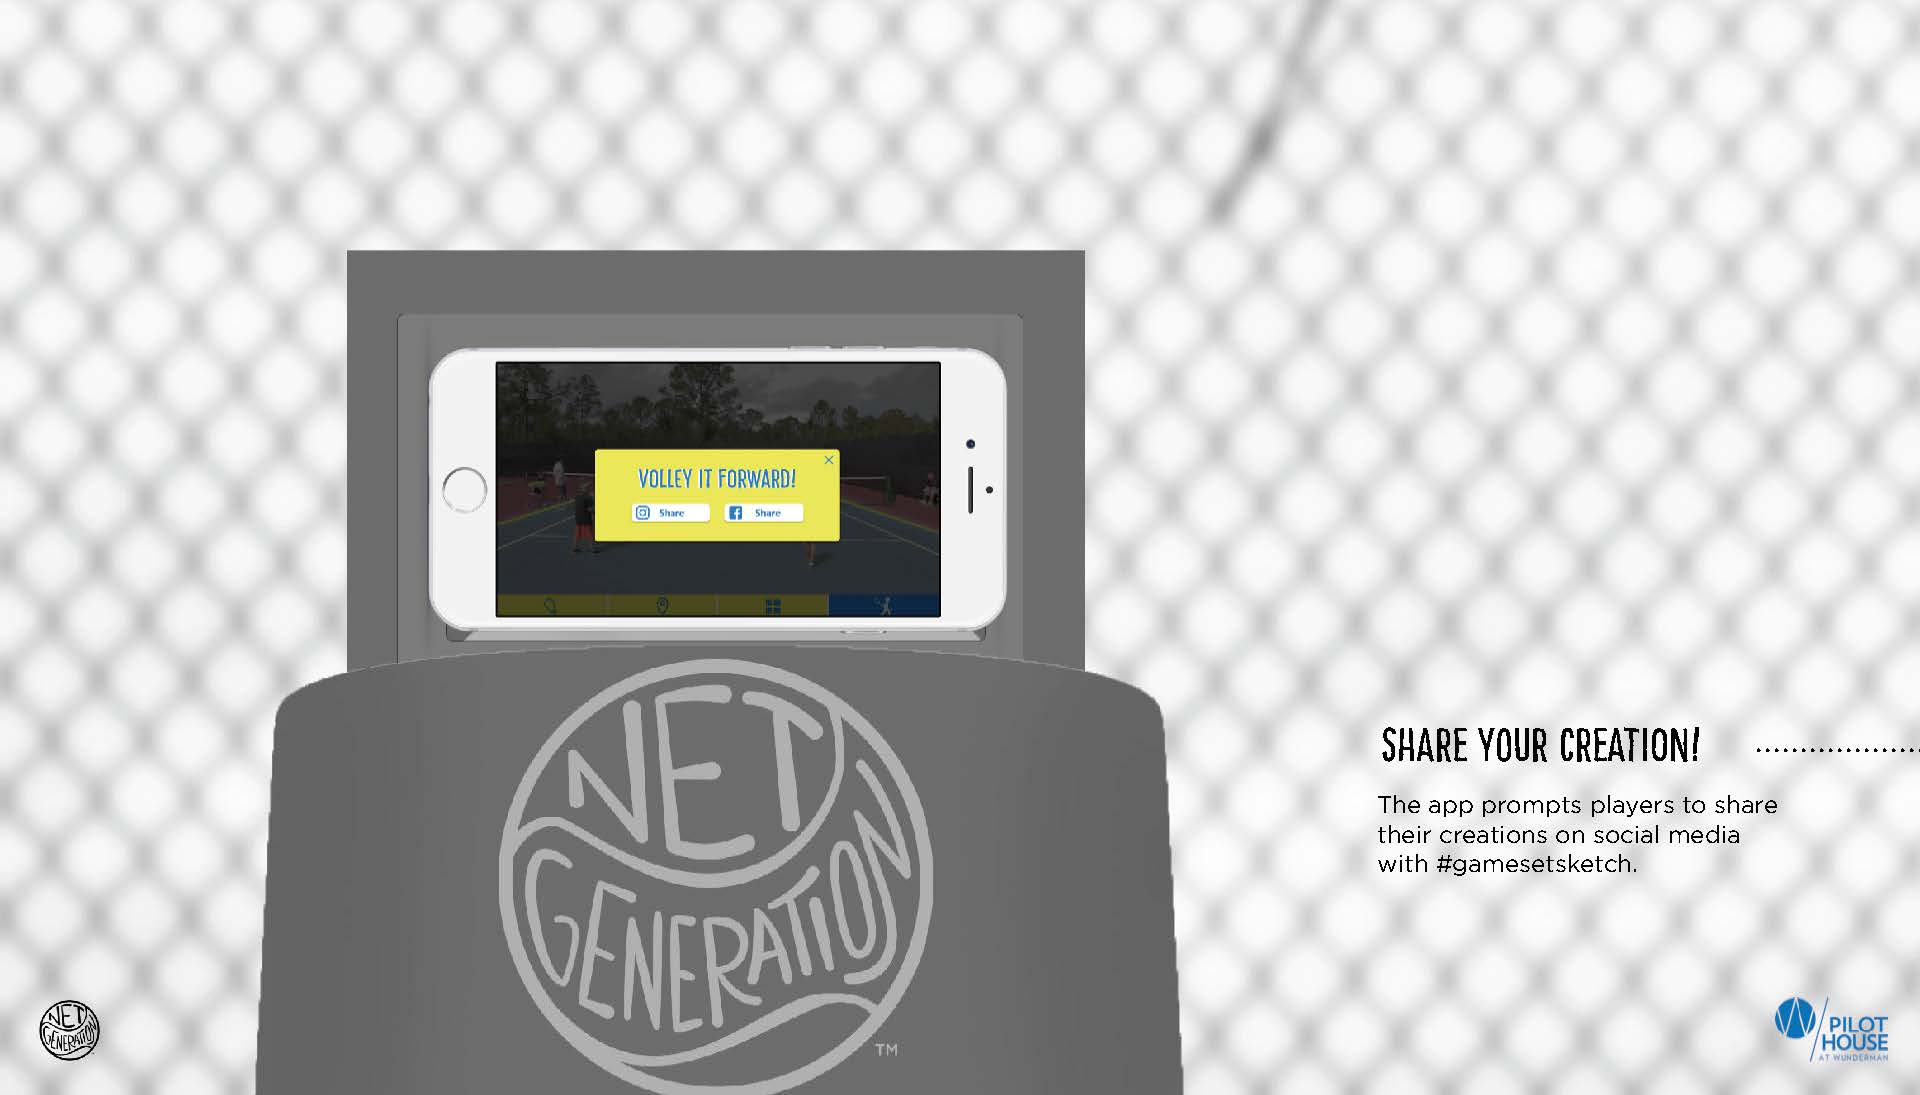 VOLLEY IT FORWARD!
Share
Share
NET
GENERATION
TM
SHARE YOUR CREATION!
The app prompts players to share
their creations on social media
with #gamesetsketch.
NET
GENERATION
PILOT
HOUSE
AT WUNDERMAN